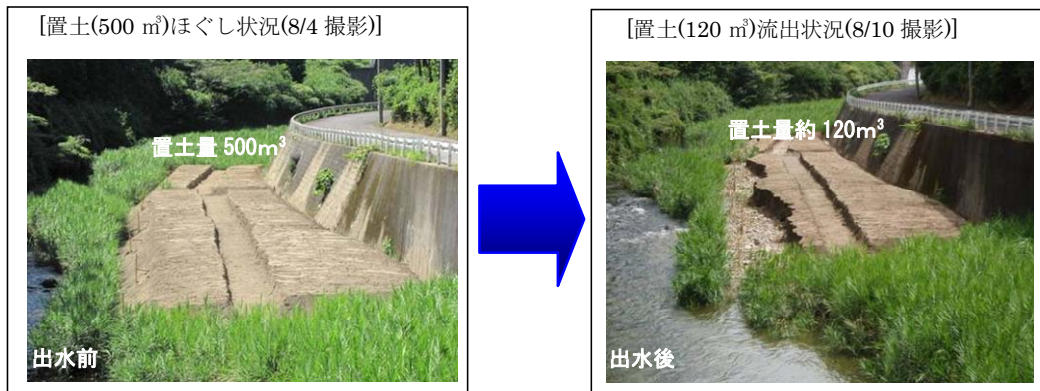 [置土(500 ㎥)ほぐし状況(8/4 撮影)]
置土量 500m³
出水前
[置土(120 ㎥)流出状況(8/10 撮影)]
置土量約 120m³
出水後